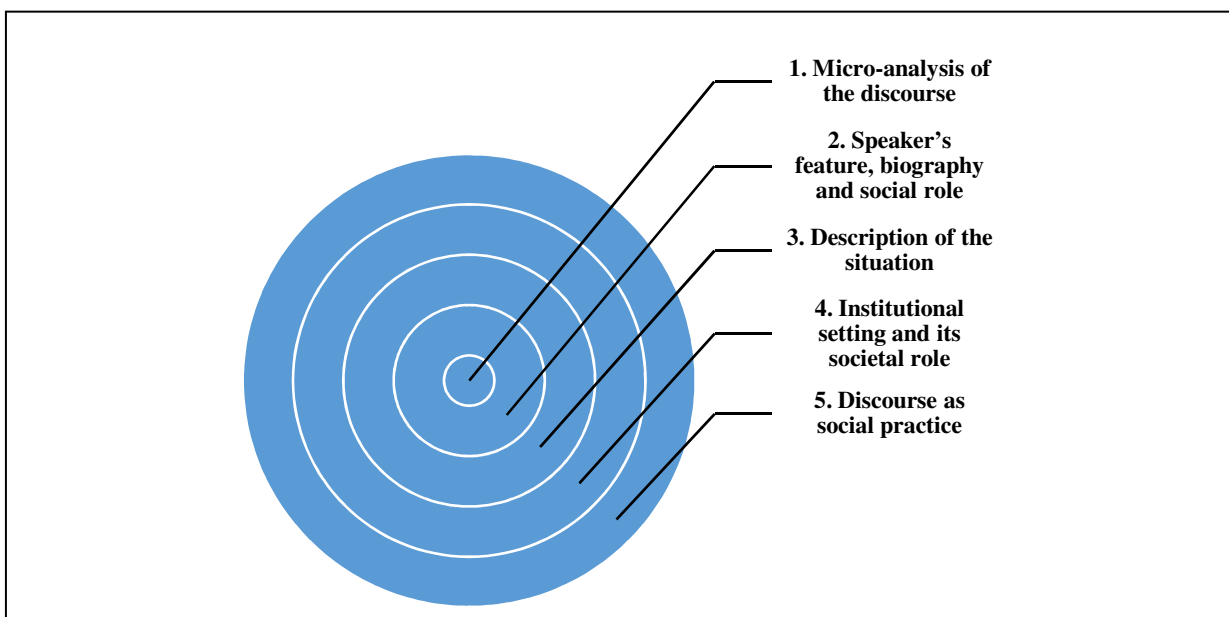 1. Micro-analysis of
the discourse
2. Speaker’s
feature, biography
and social role
3. Description of the
situation
4. Institutional
setting and its
societal role
5. Discourse as
social practice